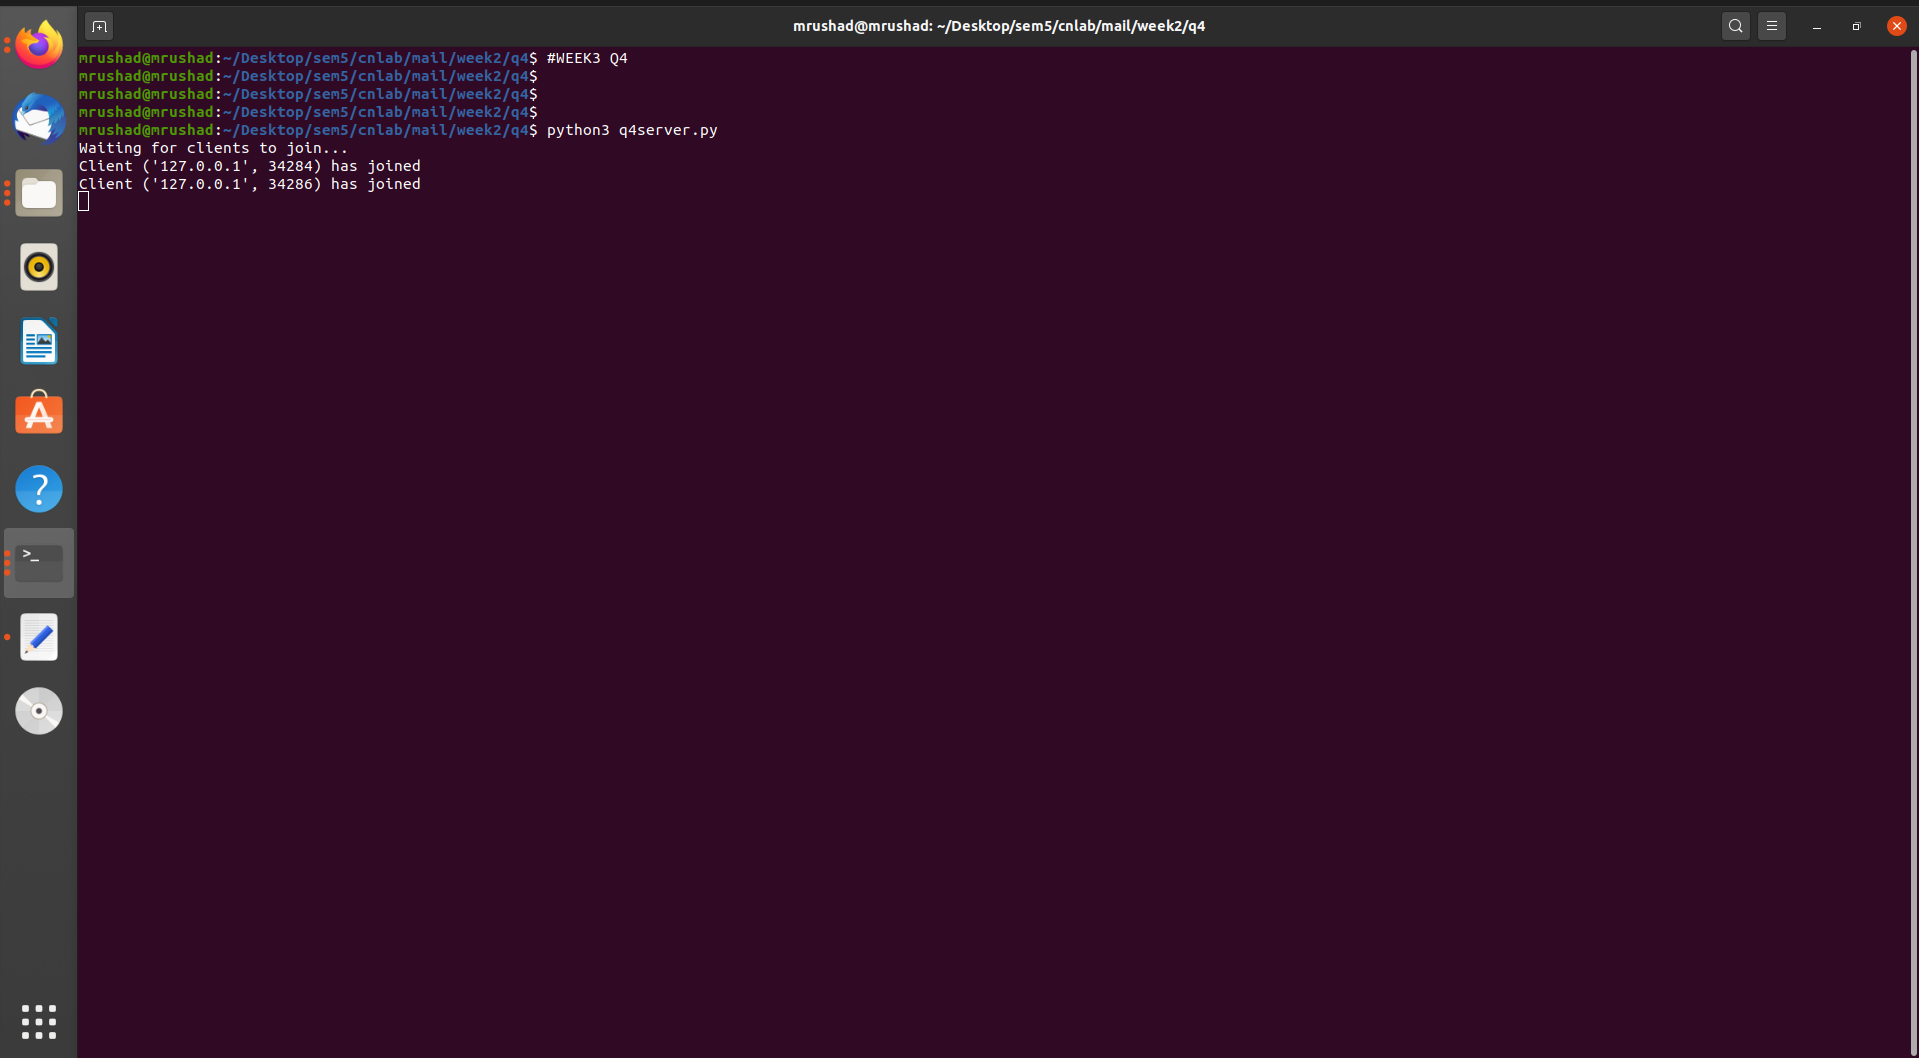 mrushad@mrushad: ~/Desktop/sem5/cnlab/mail/week2/q4
mrushad@mrushad:~/Desktop/sem5/cnlab/mail/week2/q4$ #WEEK3 Q4
mrushad@mrushad:~/Desktop/sem5/cnlab/mail/week2/q4$
mrushad@mrushad:~/Desktop/sem5/cnlab/mail/week2/q4$
mrushad@mrushad:~/Desktop/sem5/cnlab/mail/week2/q4$
mrushad@mrushad:~/Desktop/sem5/cnlab/mail/week2/q4$ python3 q4server.py
Waiting for clients to join...
Client ('127.0.0.1', 34284) has joined
Client ('127.0.0.1', 34286) has joined